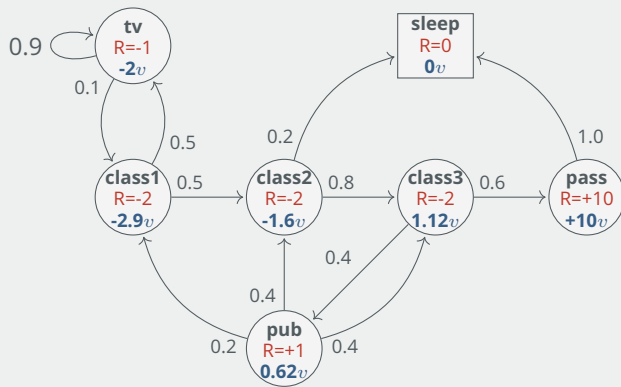 tv
R=-1
-2v
0.9
0.1
0.5
sleep
R=0
0v
0.2
1.0
class1
R=-2
-2.9v
0.5
class2
R=-2
-1.6v
0.8
class3
R=-2
1.12v
0.6
pass
R=+10
+10v
0.4
0.4
0.2
pub
R=+1
0.62v
0.4